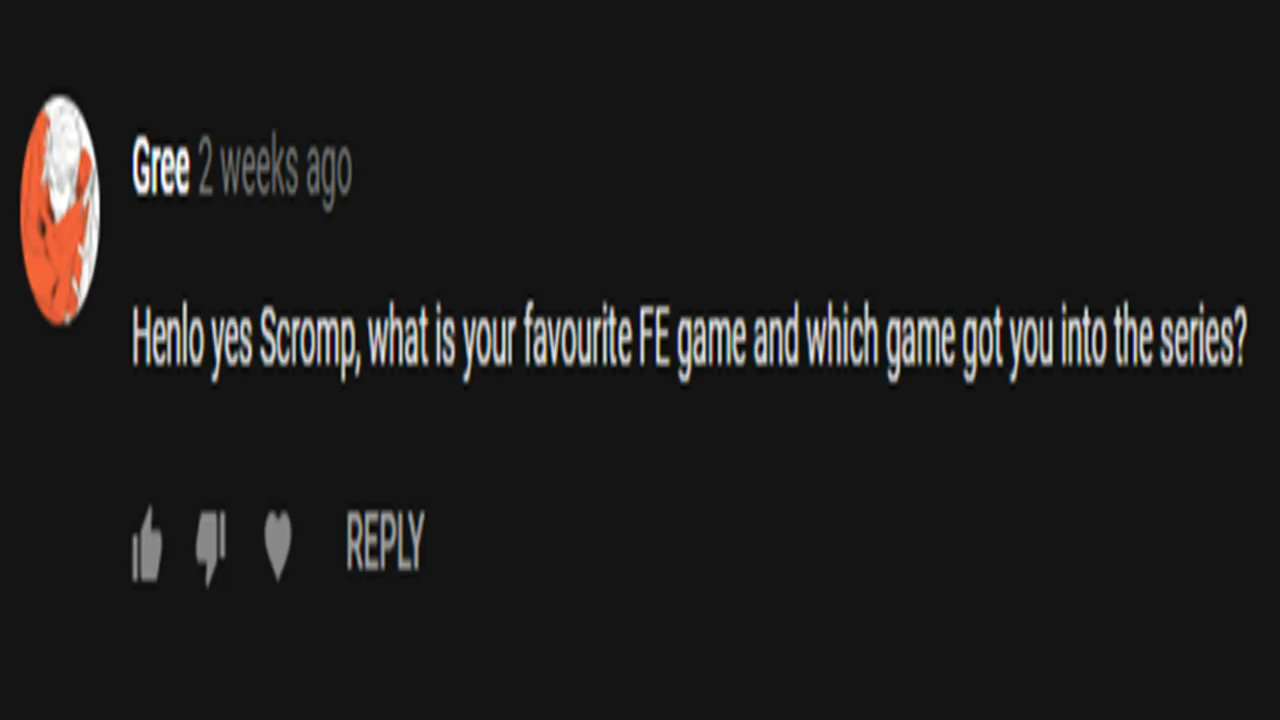 Gree 2 weeks ago
Henlo yes Scromp, what is your favourite FE game and which game got you into the series?
REPLY